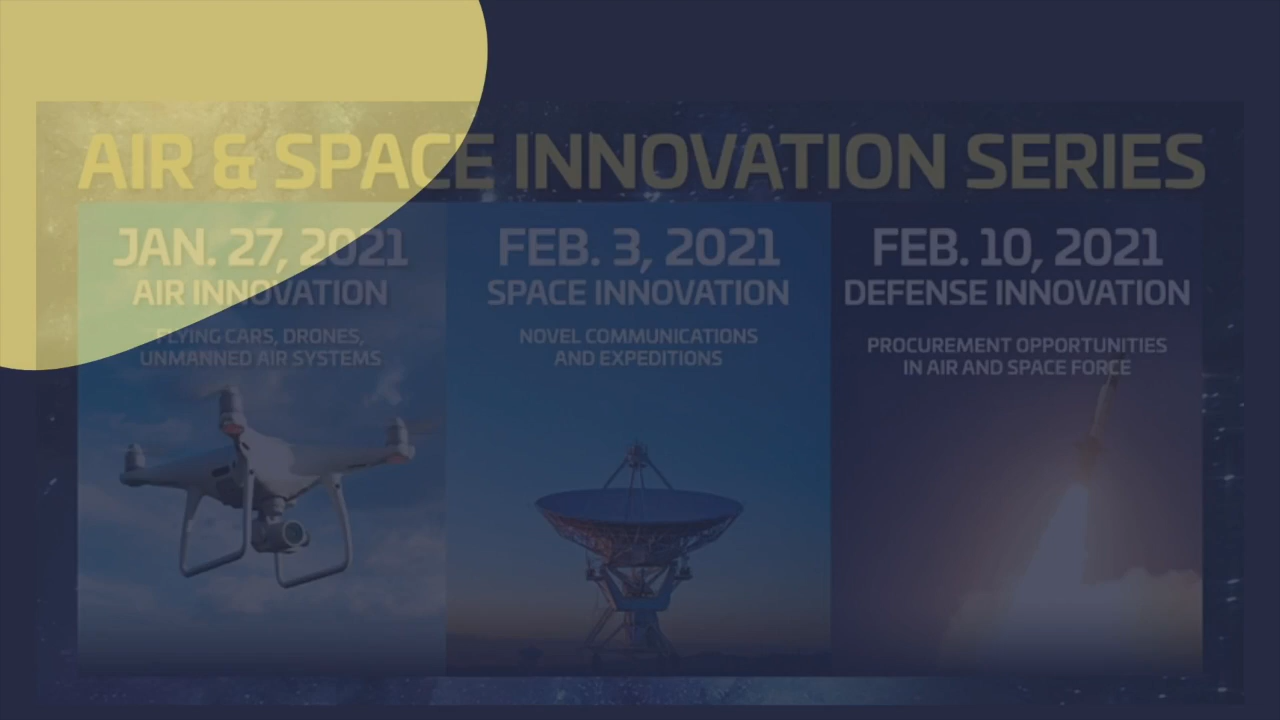 AIR & SPACE INNOVATION SERIES
JAN. 27, 2021
AIR INNOVATION
FLYING CARS, DRONES,
UNMANNED AIR SYSTEMS
FEB. 3, 2021
SPACE INNOVATION
NOVEL COMMUNICATIONS
AND EXPEDITIONS
FEB. 10, 2021
DEFENSE INNOVATION
PROCUREMENT OPPORTUNITIES
IN AIR AND SPACE FORCE